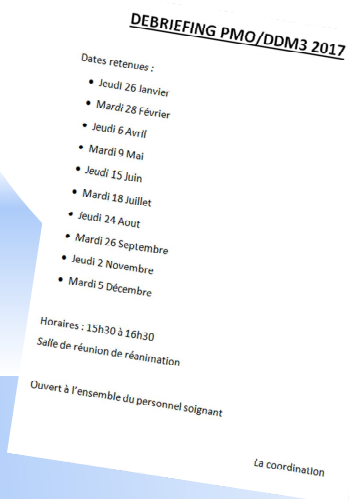 DEBRIEFING PMO/DDM3 2017
Dates retenues :
• Jeudi 26 Janvier
• Mardi 28 Février
• Jeudi 6 Avril
• Mardi 9 Mai
• Jeudi 15 Juin
• Mardi 18 Juillet
• Jeudi 24 Aout
• Mardi 26 Septembre
• Jeudi 2 Novembre
• Mardi 5 Décembre
Horaires : 15h30 à 16h30
Salle de réunion de réanimation
Ouvert à l'ensemble du personnel soignant
La coordination